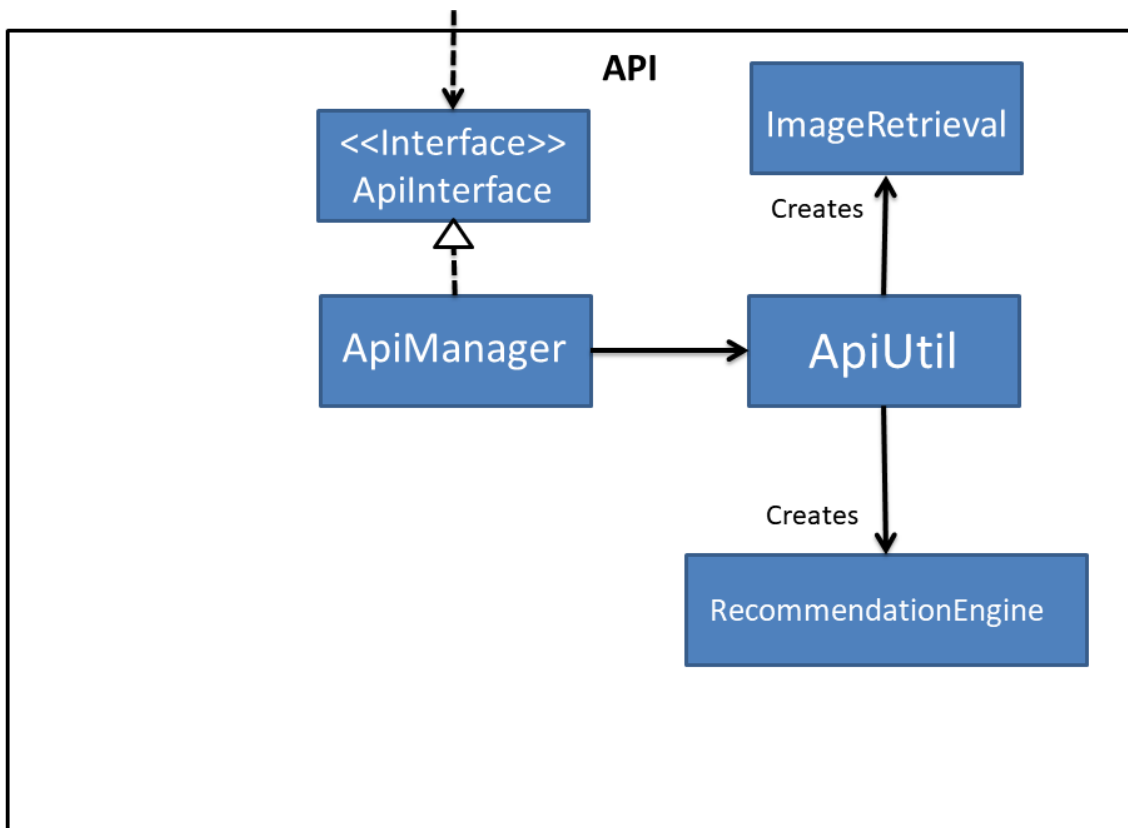 API
<<Interface>>
ApiInterface
ImageRetrieval
Creates
ApiManager
ApiUtil
Creates
RecommendationEngine